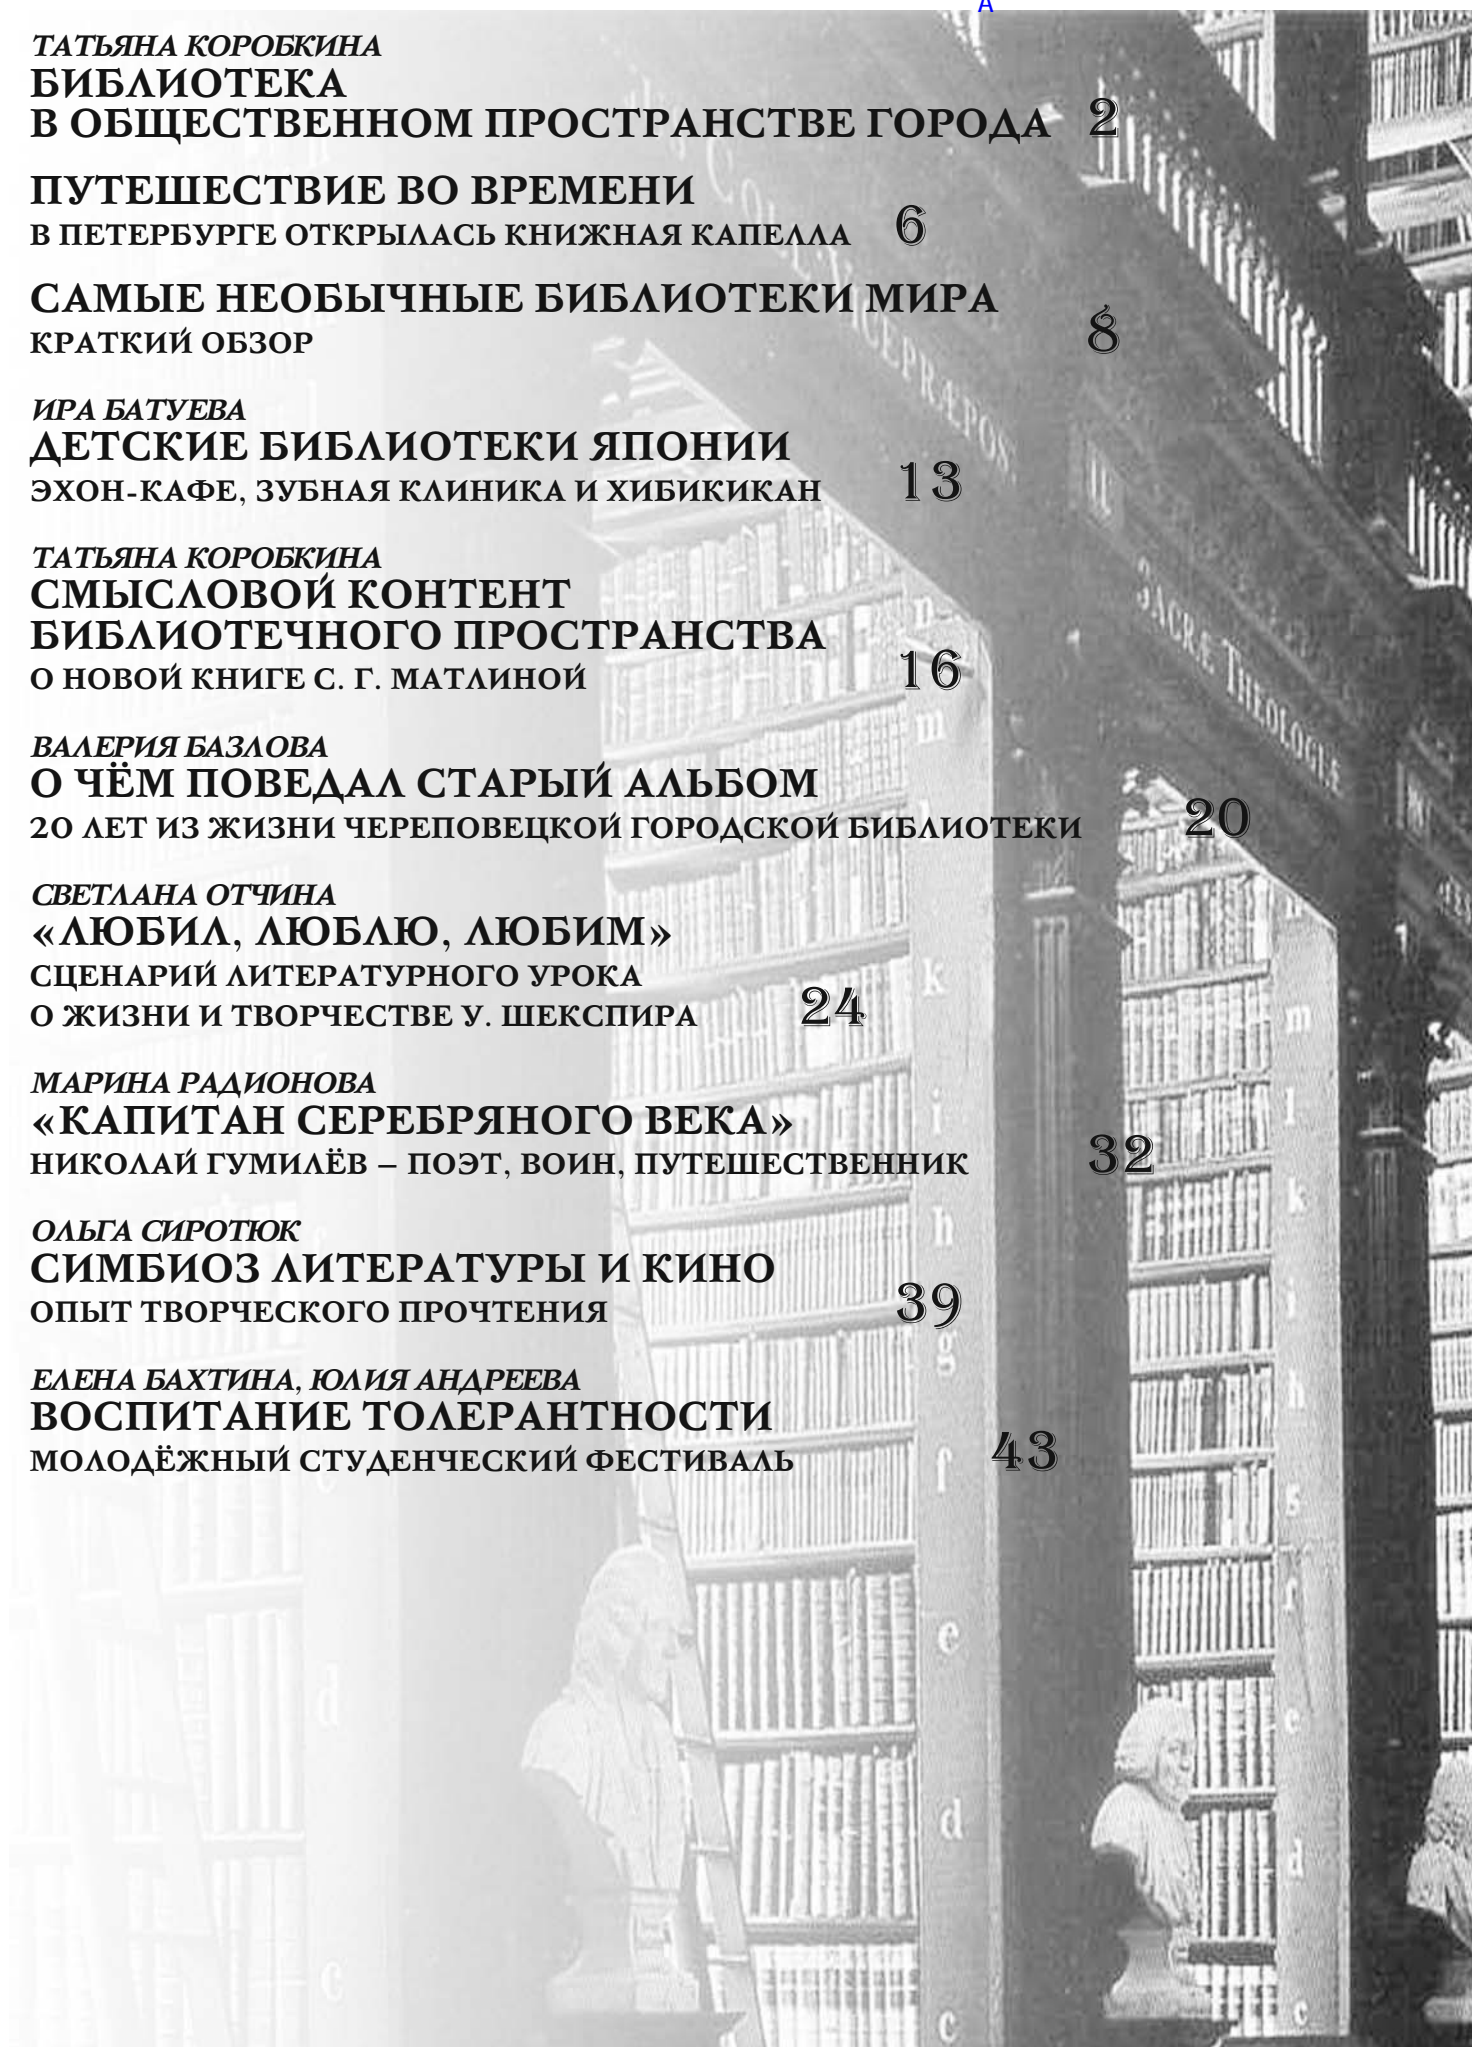 A
ТАТЬЯНА КОРОБКИНА
БИБЛИОТЕКА
В ОБЩЕСТВЕННОМ ПРОСТРАНСТВЕ ГОРОДА 2
ПУТЕШЕСТВИЕ ВО ВРЕМЕНИ
В ПЕТЕРБУРГЕ ОТКРЫЛАСЬ КНИЖНАЯ КАПЕЛЛА 6
САМЫЕ НЕОБЫЧНЫЕ БИБЛИОТЕКИ МИРА
КРАТКИЙ ОБЗОР 8
ИРА БАТУЕВА
ДЕТСКИЕ БИБЛИОТЕКИ ЯПОНИИ
ЭХОН-КАФЕ, ЗУБНАЯ КЛИНИКА И ХИБИКИКАН 13
ТАТЬЯНА КОРОБКИНА
СМЫСЛОВОЙ КОНТЕНТ
БИБЛИОТЕЧНОГО ПРОСТРАНСТВА
О НОВОЙ КНИГЕ С. Г. МАТЛИНОЙ 16
ВАЛЕРИЯ БАЗЛОВА
О ЧЁМ ПОВЕДАЛ СТАРЫЙ АЛЬБОМ
20 ЛЕТ ИЗ ЖИЗНИ ЧЕРЕПОВЕЦКОЙ ГОРОДСКОЙ БИБЛИОТЕКИ 20
СВЕТЛАНА ОТЧИНА
«ЛЮБИЛ, ЛЮБЛЮ, ЛЮБИМ»
СЦЕНАРИЙ ЛИТЕРАТУРНОГО УРОКА
О ЖИЗНИ И ТВОРЧЕСТВЕ У. ШЕКСПИРА 24
МАРИНА РАДИОНОВА
«КАПИТАН СЕРЕБРЯНОГО ВЕКА»
НИКОЛАЙ ГУМИЛЁВ – ПОЭТ, ВОИН, ПУТЕШЕСТВЕННИК 32
ОЛЬГА СИРОТЮК
СИМБИОЗ ЛИТЕРАТУРЫ И КИНО
ОПЫТ ТВОРЧЕСКОГО ПРОЧТЕНИЯ 39
ЕЛЕНА БАХТИНА, ЮЛИЯ АНДРЕЕВА
ВОСПИТАНИЕ ТОЛЕРАНТНОСТИ
МОЛОДЁЖНЫЙ СТУДЕНЧЕСКИЙ ФЕСТИВАЛЬ 43
SACRÆ THEOLOGIÆ